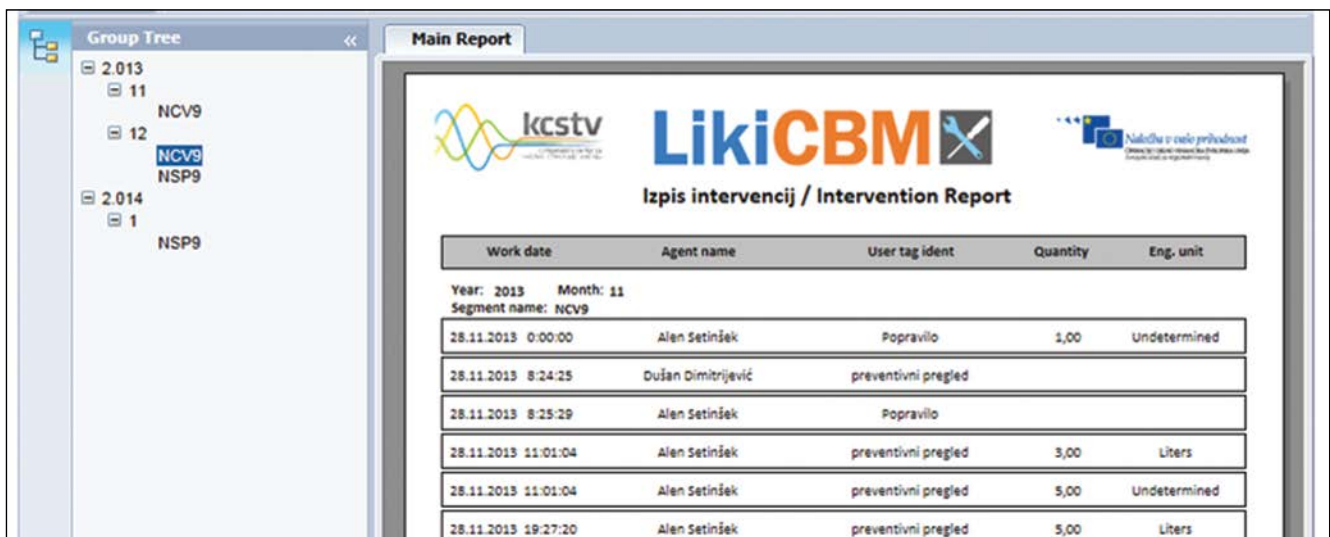 Group Tree «
2.013
11
NCV9
12
NCV9
NSP9
2.014
1
NSP9
Main Report
kcstv
LikiCBM
Naložba v vašo prihodnost
Izpis intervencij / Intervention Report
Work date Agent name User tag ident Quantity Eng. unit
Year: 2013 Month: 11
Segment name: NCV9
28.11.2013 0:00:00 Alen Setinšek Popravilo 1,00 Undetermined
28.11.2013 8:24:25 Dušan Dimitrijević preventivni pregled
28.11.2013 8:25:29 Alen Setinšek Popravilo
28.11.2013 11:01:04 Alen Setinšek preventivni pregled 3,00 Liters
28.11.2013 11:01:04 Alen Setinšek preventivni pregled 5,00 Undetermined
28.11.2013 19:27:20 Alen Setinšek preventivni pregled 5,00 Liters